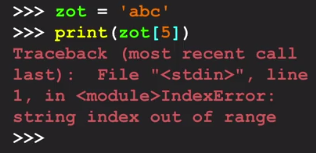 >>> zot = 'abc'
>>> print(zot[5])
Traceback (most recent call
last):  File "<stdin>", line
1, in <module>IndexError:
string index out of range
>>>